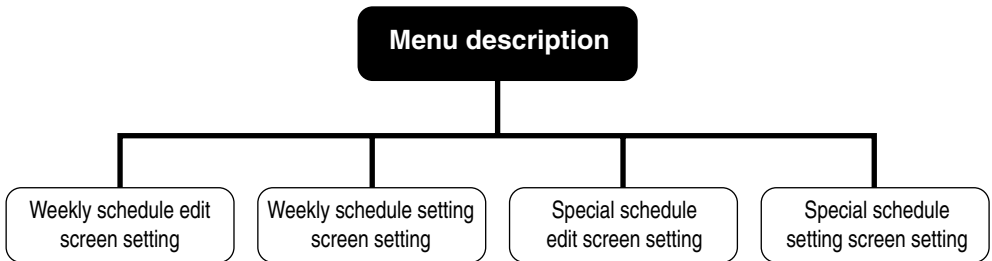 Menu description
Weekly schedule edit
screen setting
Weekly schedule setting
screen setting
Special schedule
edit screen setting
Special schedule
setting screen setting